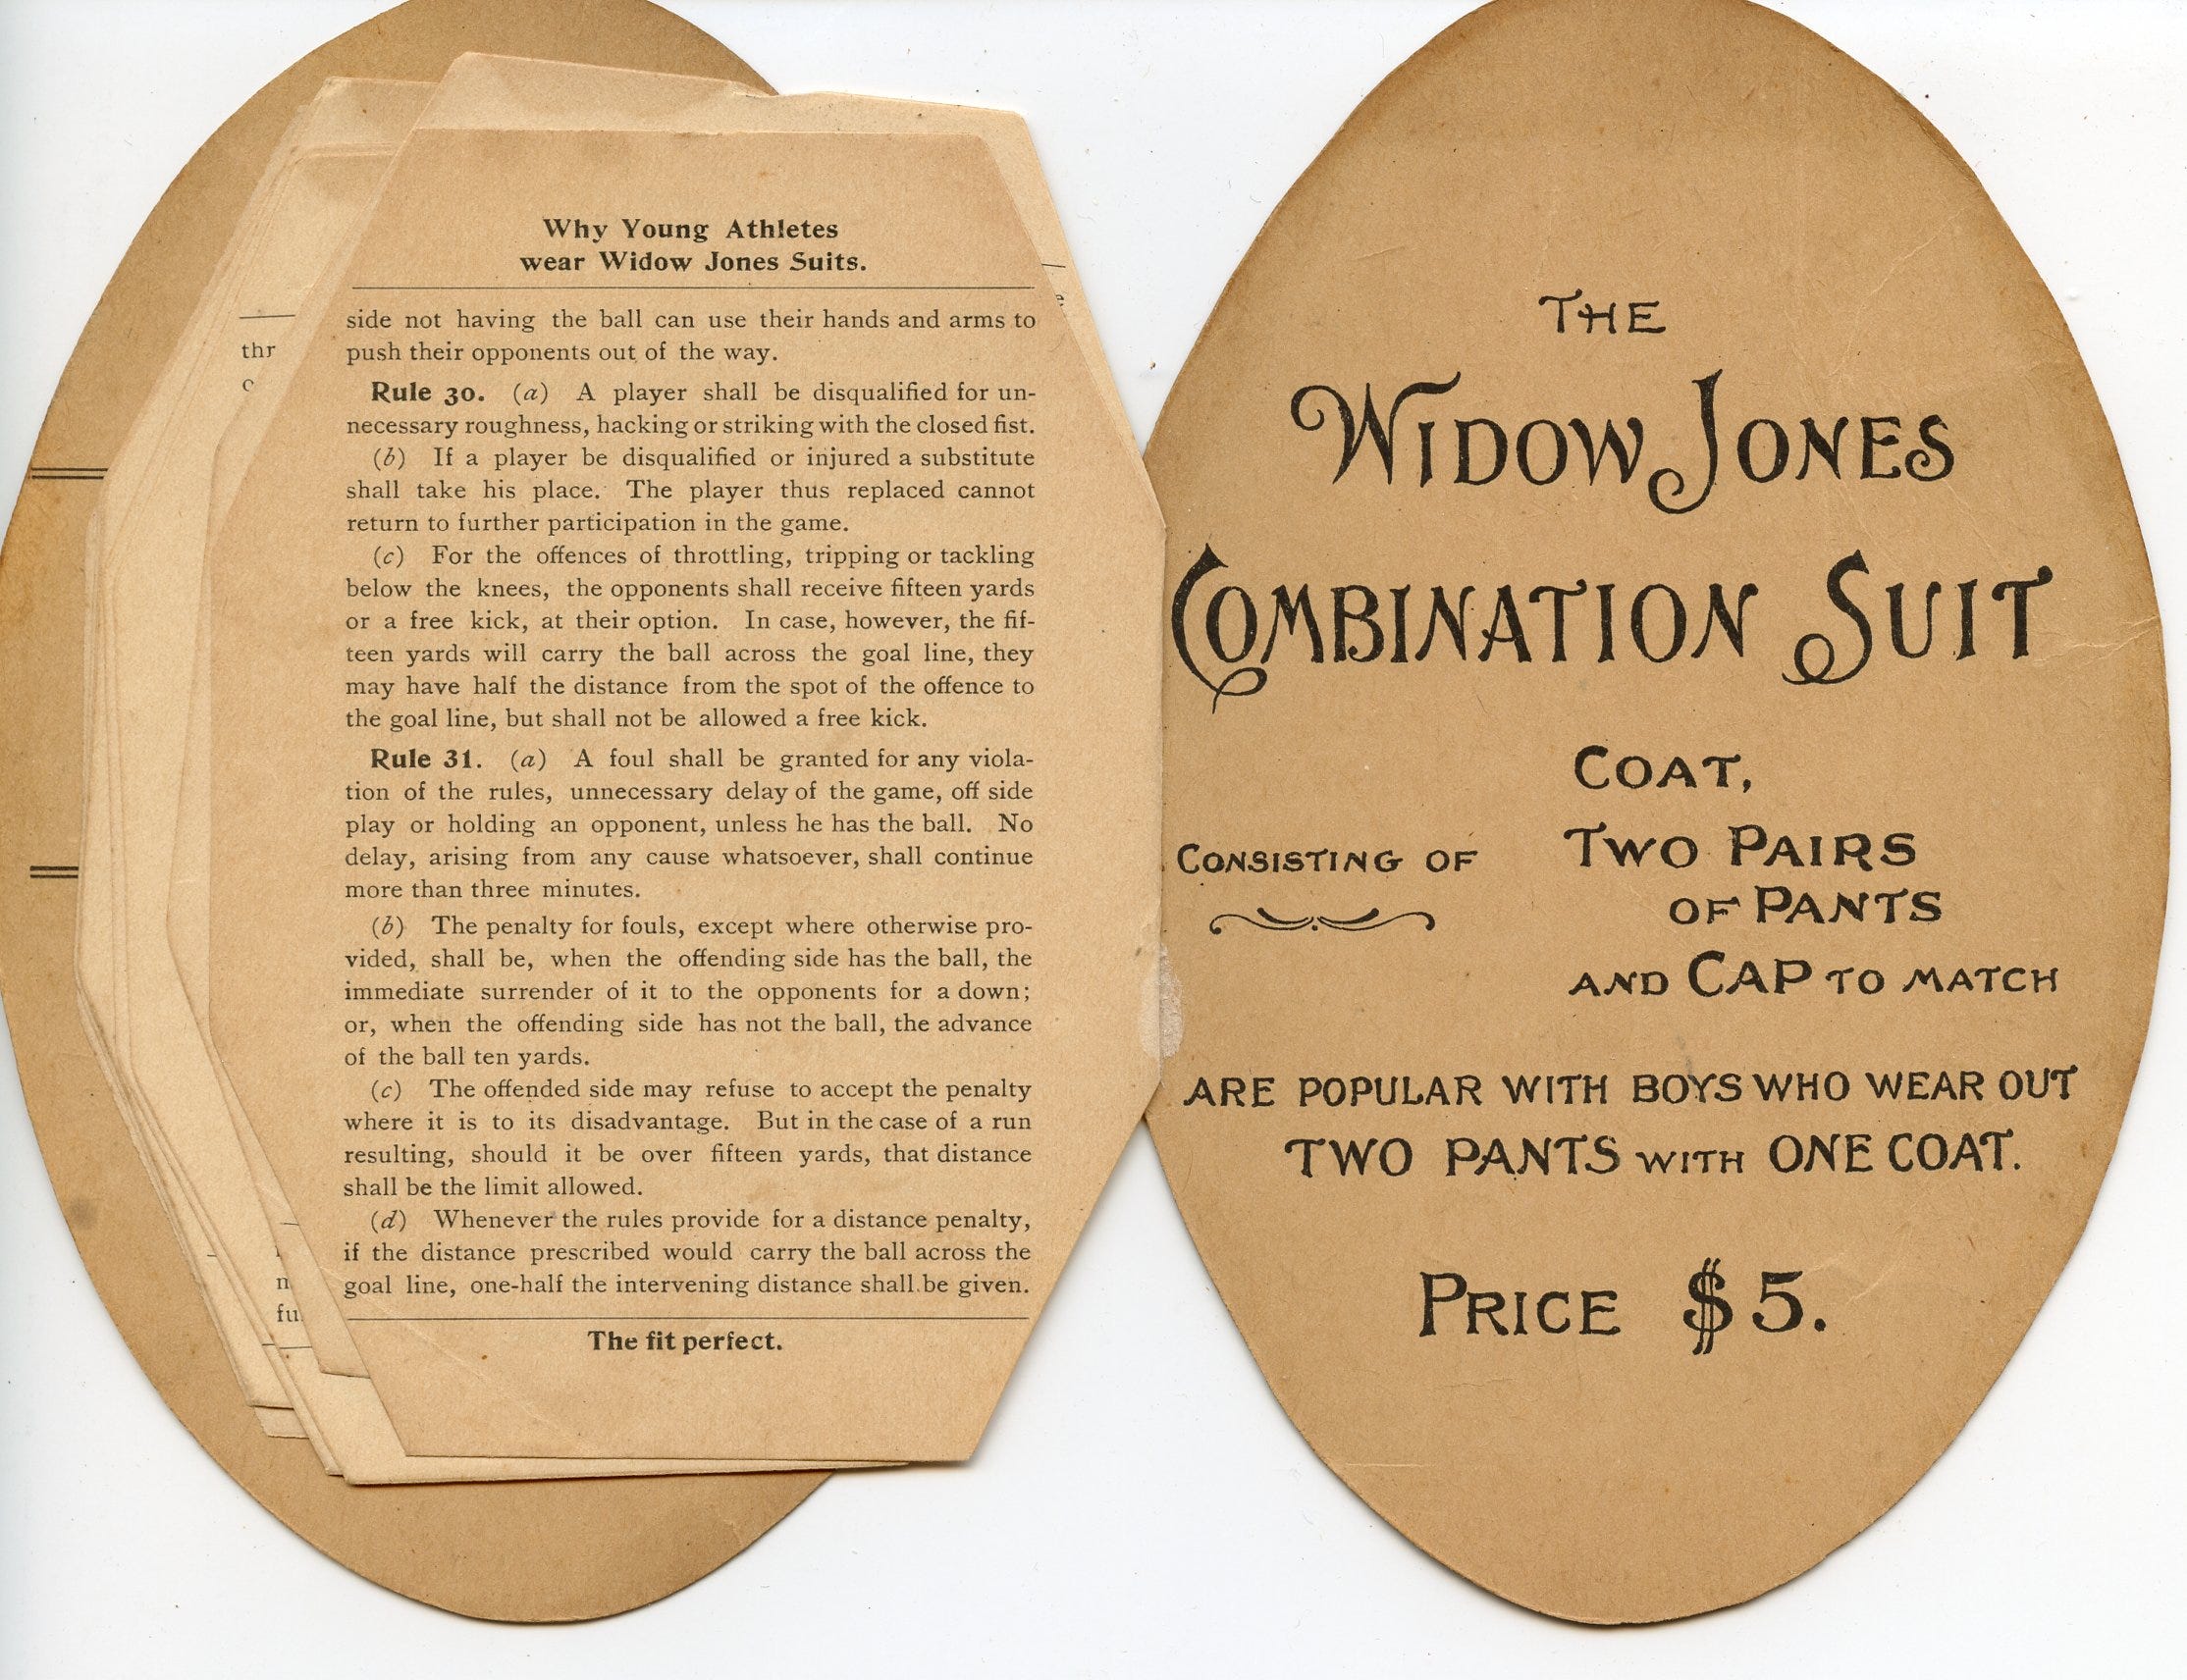 Why Young Athletes
wear Widow Jones Suits.
side not having the ball can use their hands and arms to
push their opponents out of the way.
Rule 30. (a) A player shall be disqualified for un-
necessary roughness, hacking or striking with the closed fist.
(b) If a player be disqualified or injured a substitute
shall take his place. The player thus replaced cannot
return to further participation in the game.
(c) For the offences of throttling, tripping or tackling
below the knees, the opponents shall receive fifteen yards
or a free kick, at their option. In case, however, the fif-
teen yards will carry the ball across the goal line, they
may have half the distance from the spot of the offence to
the goal line, but shall not be allowed a free kick.
Rule 31. (a) A foul shall be granted for any viola-
tion of the rules, unnecessary delay of the game, off side
play or holding an opponent, unless he has the ball. No
delay, arising from any cause whatsoever, shall continue
more than three minutes.
(b) The penalty for fouls, except where otherwise pro-
vided, shall be, when the offending side has the ball, the
immediate surrender of it to the opponents for a down;
or, when the offending side has not the ball, the advance
of the ball ten yards.
(c) The offended side may refuse to accept the penalty
where it is to its disadvantage. But in the case of a run
resulting, should it be over fifteen yards, that distance
shall be the limit allowed.
(d) Whenever the rules provide for a distance penalty,
if the distance prescribed would carry the ball across the
goal line, one-half the intervening distance shall be given.
The fit perfect.
thr
fu
THE
WIDOW JONES
COMBINATION SUIT
CONSISTING OF
COAT,
TWO PAIRS
OF PANTS
AND CAP TO MATCH
ARE POPULAR WITH BOYS WHO WEAR OUT
TWO PANTS WITH ONE COAT.
PRICE $5.